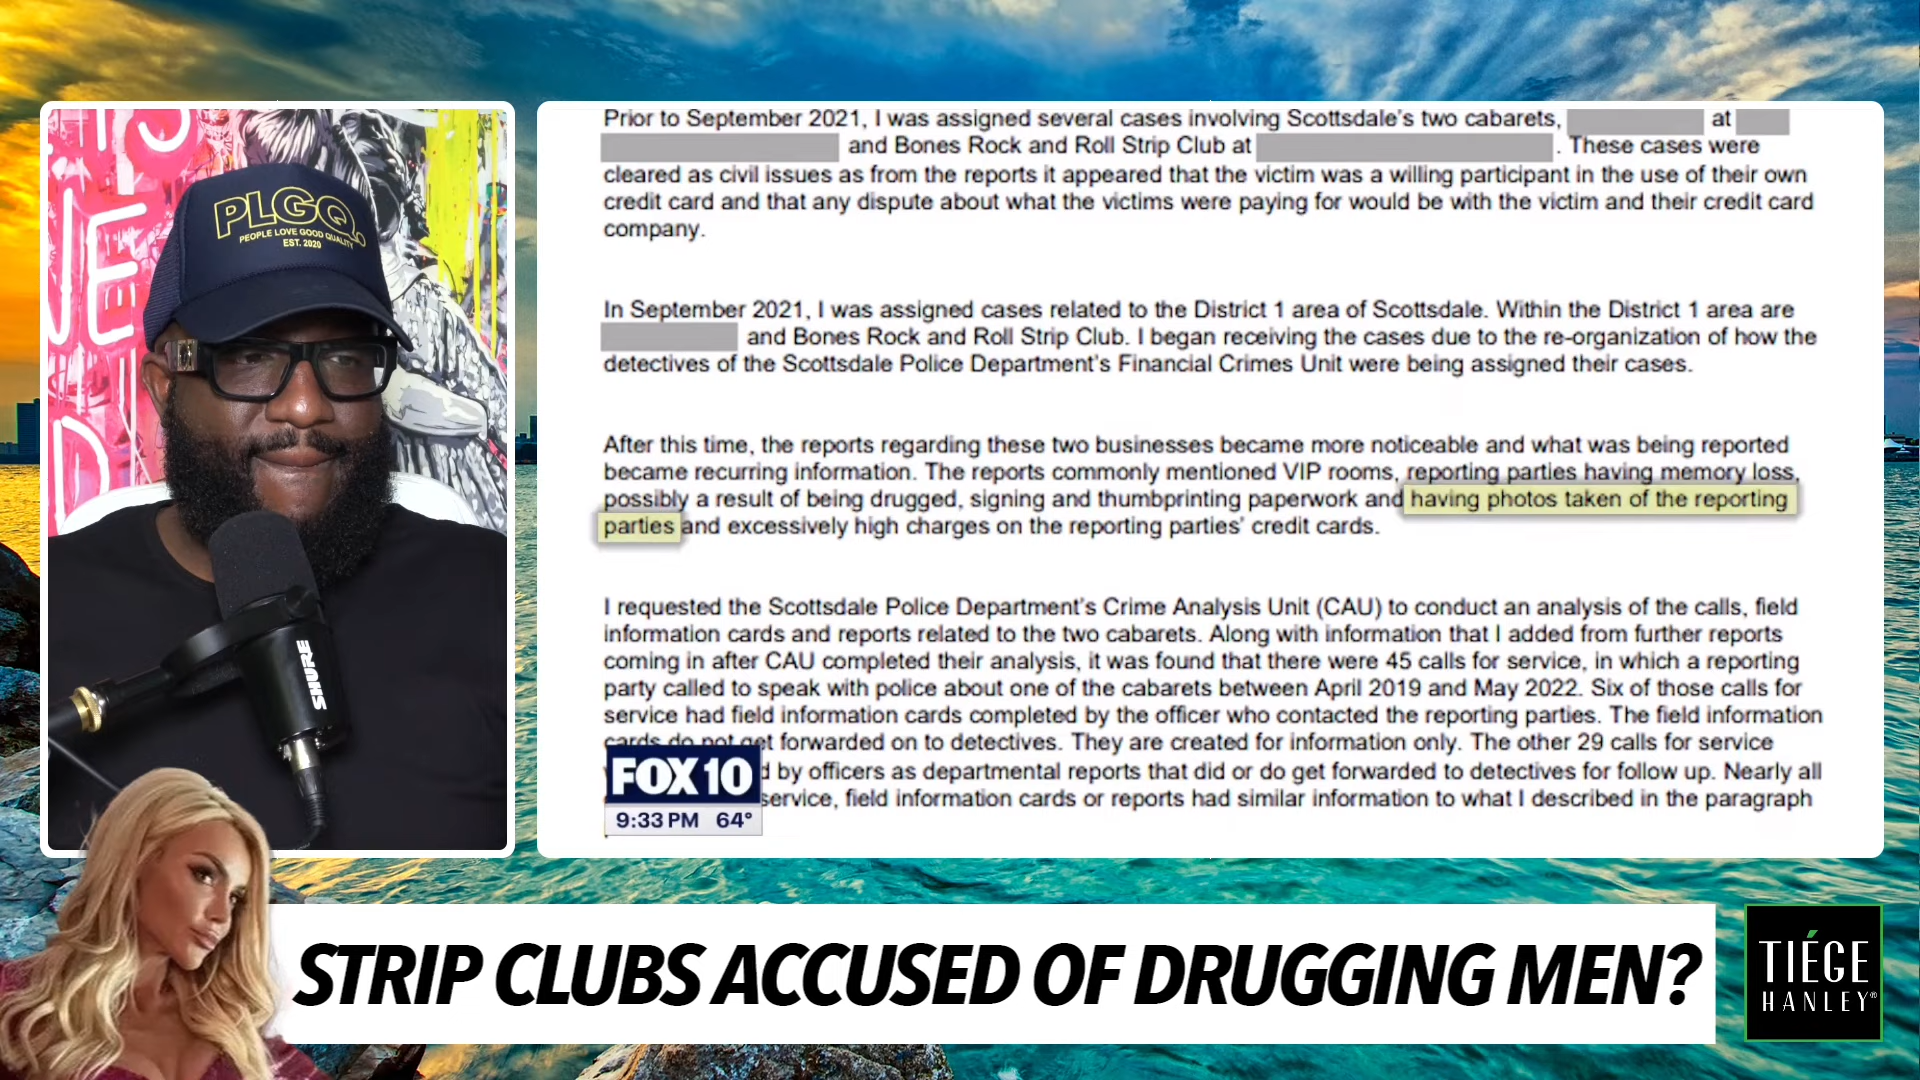 PLGQ.
PEOPLE LOVE GOOD QUALITY
EST. 2020
VE
D
SHURE
Prior to September 2021, I was assigned several cases involving Scottsdale's two cabarets, at
and Bones Rock and Roll Strip Club at . These cases were
cleared as civil issues as from the reports it appeared that the victim was a willing participant in the use of their own
credit card and that any dispute about what the victims were paying for would be with the victim and their credit card
company.
In September 2021, I was assigned cases related to the District 1 area of Scottsdale. Within the District 1 area are
and Bones Rock and Roll Strip Club. I began receiving the cases due to the re-organization of how the
detectives of the Scottsdale Police Department's Financial Crimes Unit were being assigned their cases.
After this time, the reports regarding these two businesses became more noticeable and what was being reported
became recurring information. The reports commonly mentioned VIP rooms, reporting parties having memory loss,
possibly a result of being drugged, signing and thumbprinting paperwork and having photos taken of the reporting
parties and excessively high charges on the reporting parties' credit cards.
I requested the Scottsdale Police Department's Crime Analysis Unit (CAU) to conduct an analysis of the calls, field
information cards and reports related to the two cabarets. Along with information that I added from further reports
coming in after CAU completed their analysis, it was found that there were 45 calls for service, in which a reporting
party called to speak with police about one of the cabarets between April 2019 and May 2022. Six of those calls for
service had field information cards completed by the officer who contacted the reporting parties. The field information
cards do not get forwarded on to detectives. They are created for information only. The other 29 calls for service
by officers as departmental reports that did or do get forwarded to detectives for follow up. Nearly all
service, field information cards or reports had similar information to what I described in the paragraph
FOX 10
9:33 PM 64°
STRIP CLUBS ACCUSED OF DRUGGING MEN?
TIÉGE
HANLEY®